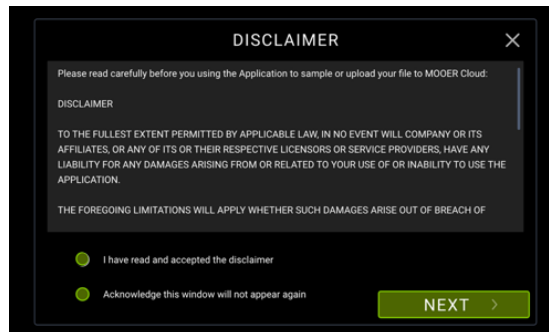 DISCLAIMER
Please read carefully before you using the Application to sample or upload your file to MOOER Cloud:
DISCLAIMER
TO THE FULLEST EXTENT PERMITTED BY APPLICABLE LAW, IN NO EVENT WILL COMPANY OR ITS
AFFILIATES, OR ANY OF ITS OR THEIR RESPECTIVE LICENSORS OR SERVICE PROVIDERS, HAVE ANY
LIABILITY FOR ANY DAMAGES ARISING FROM OR RELATED TO YOUR USE OF OR INABILITY TO USE THE
APPLICATION.
THE FOREGOING LIMITATIONS WILL APPLY WHETHER SUCH DAMAGES ARISE OUT OF BREACH OF
I have read and accepted the disclaimer
Acknowledge this window will not appear again
NEXT